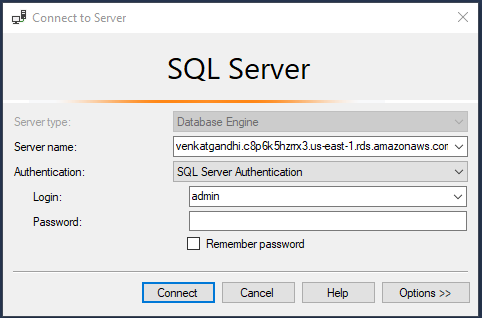 Connect to Server
SQL Server
Server type: Database Engine
Server name: venkatgandhi.c8p6k5hzrrx3.us-east-1.rds.amazonaws.com
Authentication: SQL Server Authentication
Login: admin
Password:
Remember password
Connect Cancel Help Options >>